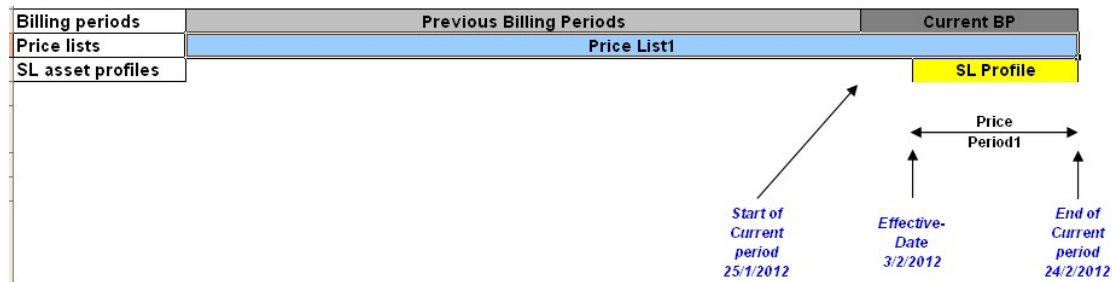 Billing periods Previous Billing Periods Current BP
Price lists Price List1
SL asset profiles SL Profile
Price
Period1
Start of
Current
period
25/1/2012
Effective-
Date
3/2/2012
End of
Current
period
24/2/2012